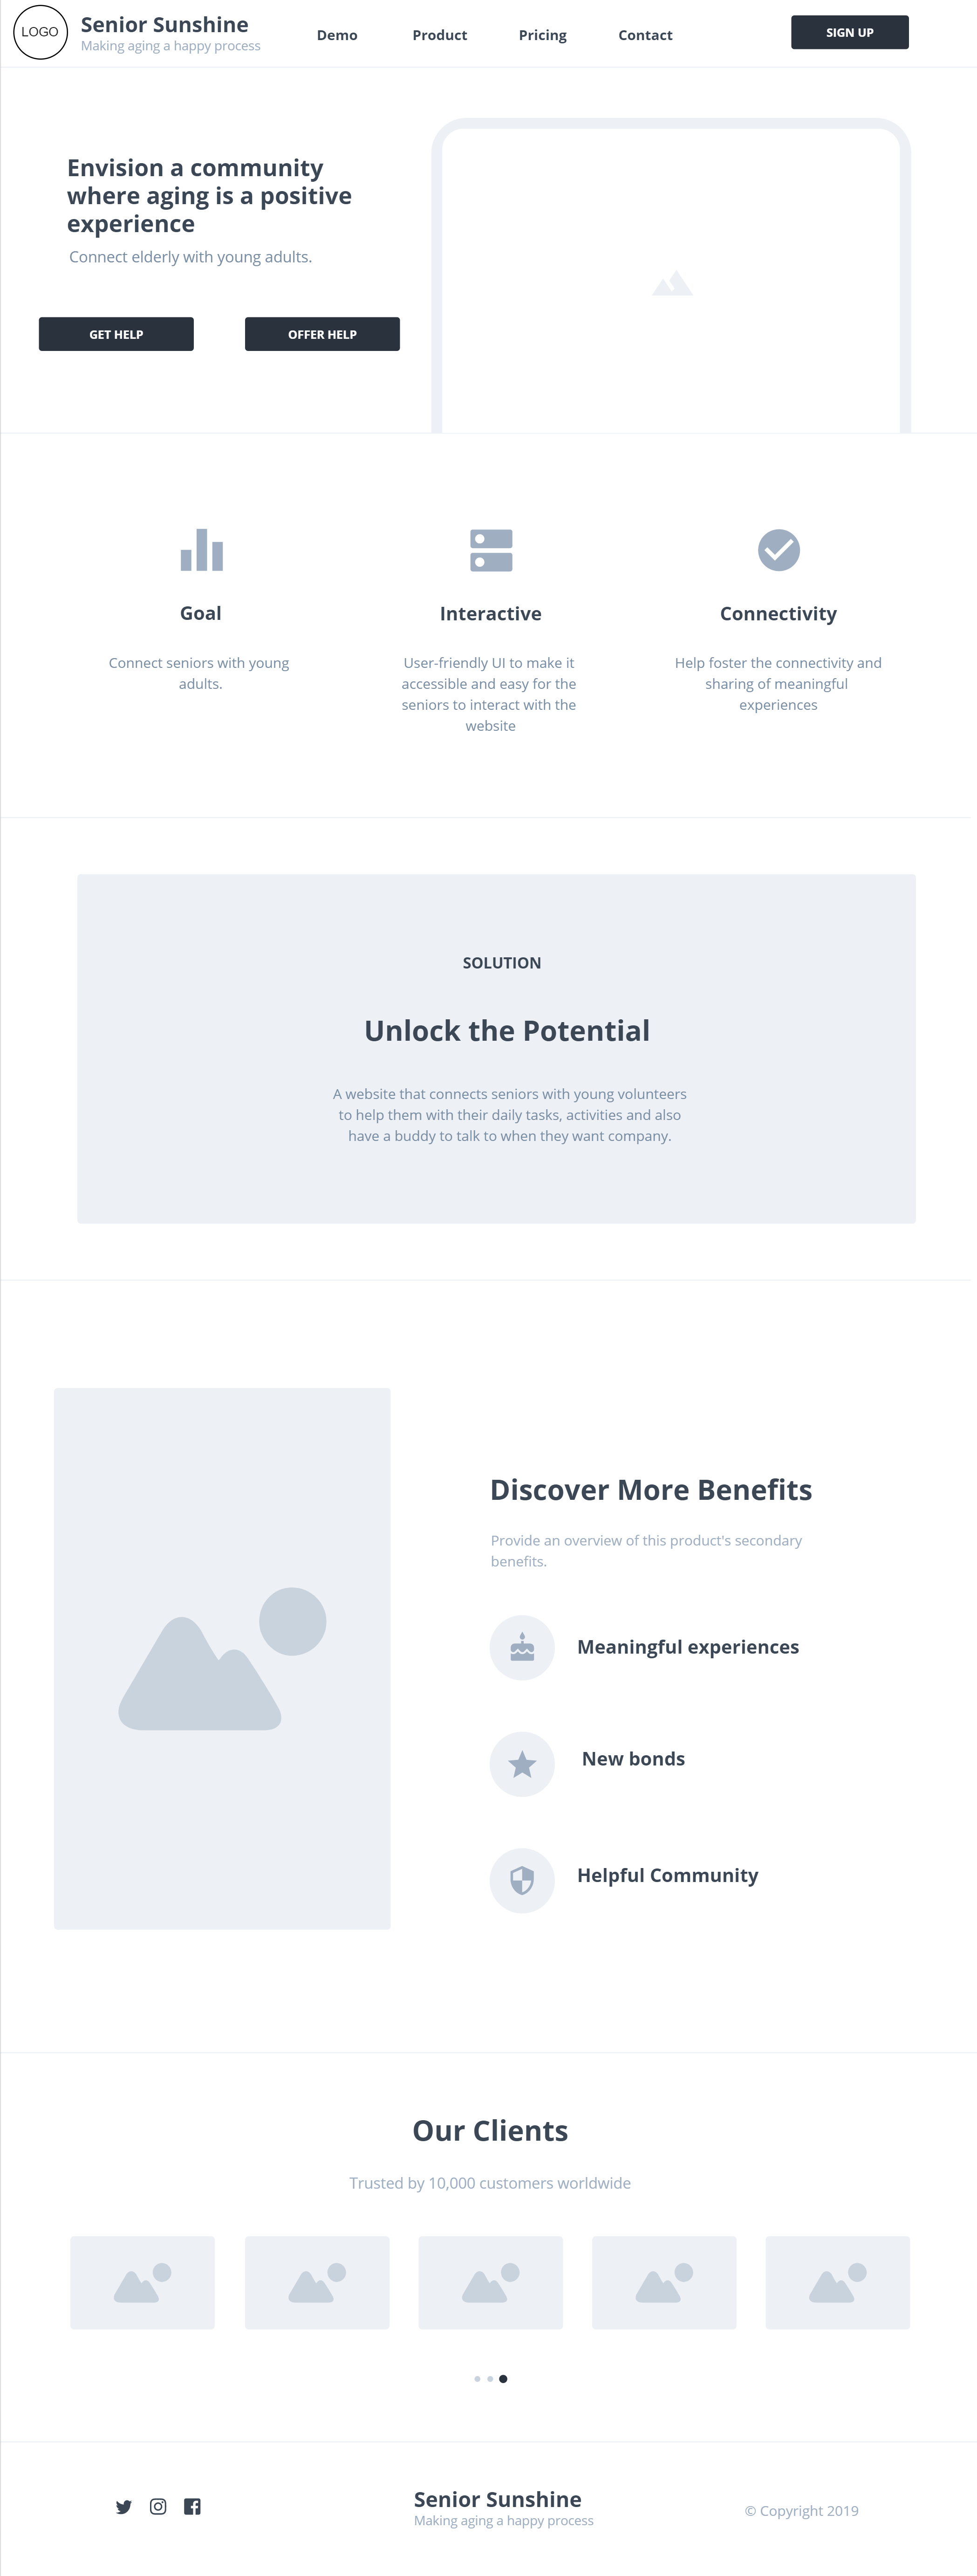 LOGO
Senior Sunshine
Making aging a happy process
Demo
Product
Pricing
Contact
SIGN UP
Envision a community
where aging is a positive
experience
Connect elderly with young adults.
GET HELP
OFFER HELP
Goal
Connect seniors with young
adults.
Interactive
User-friendly UI to make it
accessible and easy for the
seniors to interact with the
website
Connectivity
Help foster the connectivity and
sharing of meaningful
experiences
SOLUTION
Unlock the Potential
A website that connects seniors with young volunteers
to help them with their daily tasks, activities and also
have a buddy to talk to when they want company.
Discover More Benefits
Provide an overview of this product's secondary
benefits.
Meaningful experiences
New bonds
Helpful Community
Our Clients
Trusted by 10,000 customers worldwide
Senior Sunshine
Making aging a happy process
© Copyright 2019